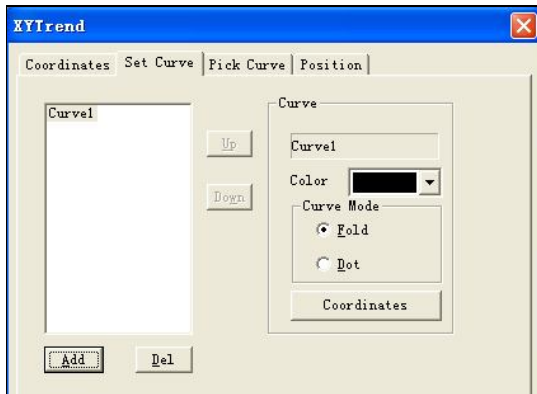 XYTrend
Coordinates Set Curve Pick Curve Position
Curve1
Up
Down
Add Del
Curve
Curve1
Color
Curve Mode
Fold
Dot
Coordinates